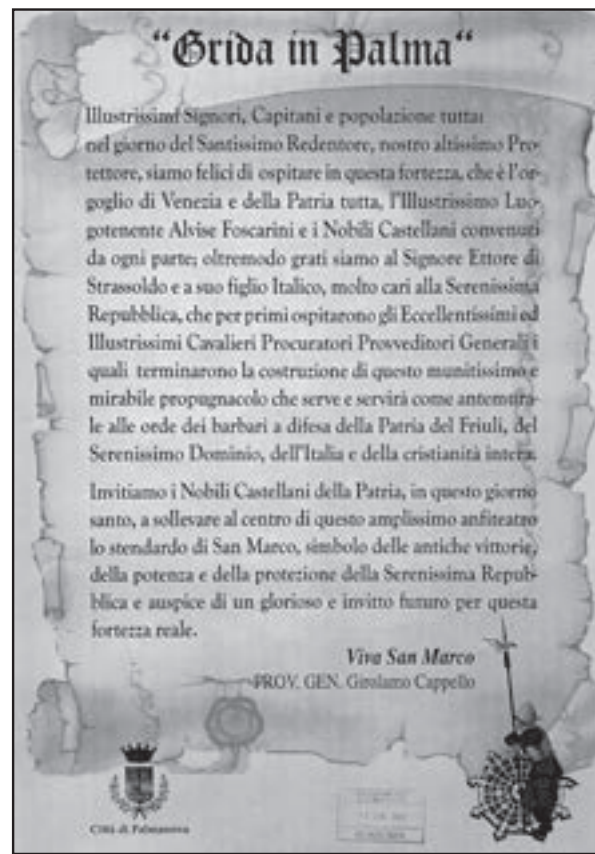 “Grida in Palma“
Illustrissimi Signori, Capitani e popolazione tutta:
nel giorno del Santissimo Redentore, nostro altissimo Pro-
tettore, siamo felici di ospitare in questa fortezza, che è l'or-
goglio di Venezia e della Patria tutta, l'Illustrissimo Luo-
gotenente Alvise Foscarini e i Nobili Castellani convenuti
da ogni parte; oltremodo grati siamo al Signore Ettore di
Strassoldo e a suo figlio Italico, molto cari alla Serenissima
Repubblica, che per primi ospitarono gli Eccellentissimi ed
Illustrissimi Cavalieri Procuratori Provveditori Generali i
quali terminarono la costruzione di questo munitissimo e
mirabile propugnacolo che serve e servirà come antemura-
le alle orde dei barbari a difesa della Patria del Friuli, del
Serenissimo Dominio, dell'Italia e della cristianità intera.
Invitiamo i Nobili Castellani della Patria, in questo giorno
santo, a sollevare al centro di questo amplissimo anfiteatro
lo stendardo di San Marco, simbolo delle antiche vittorie,
della potenza e della protezione della Serenissima Repub-
blica e auspice di un glorioso e invitto futuro per questa
fortezza reale.
Viva San Marco
PROV. GEN. Girolamo Cappello
Città di Palmanova